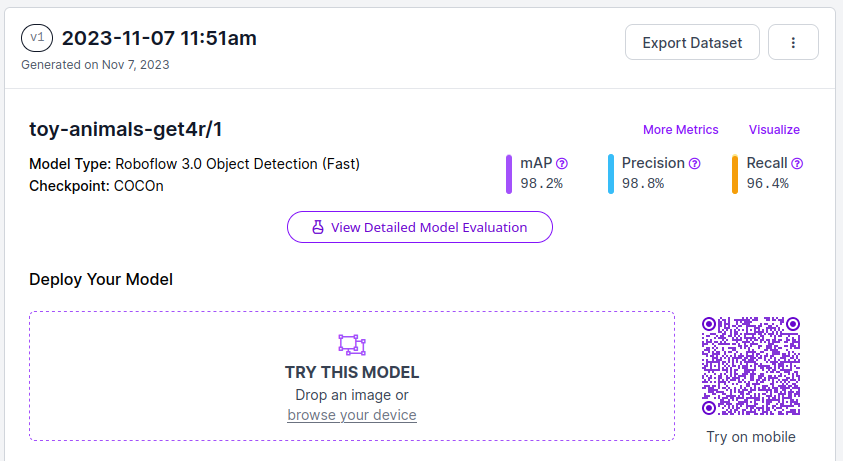 v1 2023-11-07 11:51am
Export Dataset
Generated on Nov 7, 2023
toy-animals-get4r/1
More Metrics
Visualize
Model Type: Roboflow 3.0 Object Detection (Fast)
Checkpoint: COCOn
mAP
98.2%
Precision
98.8%
Recall
96.4%
View Detailed Model Evaluation
Deploy Your Model
TRY THIS MODEL
Drop an image or
browse your device
Try on mobile